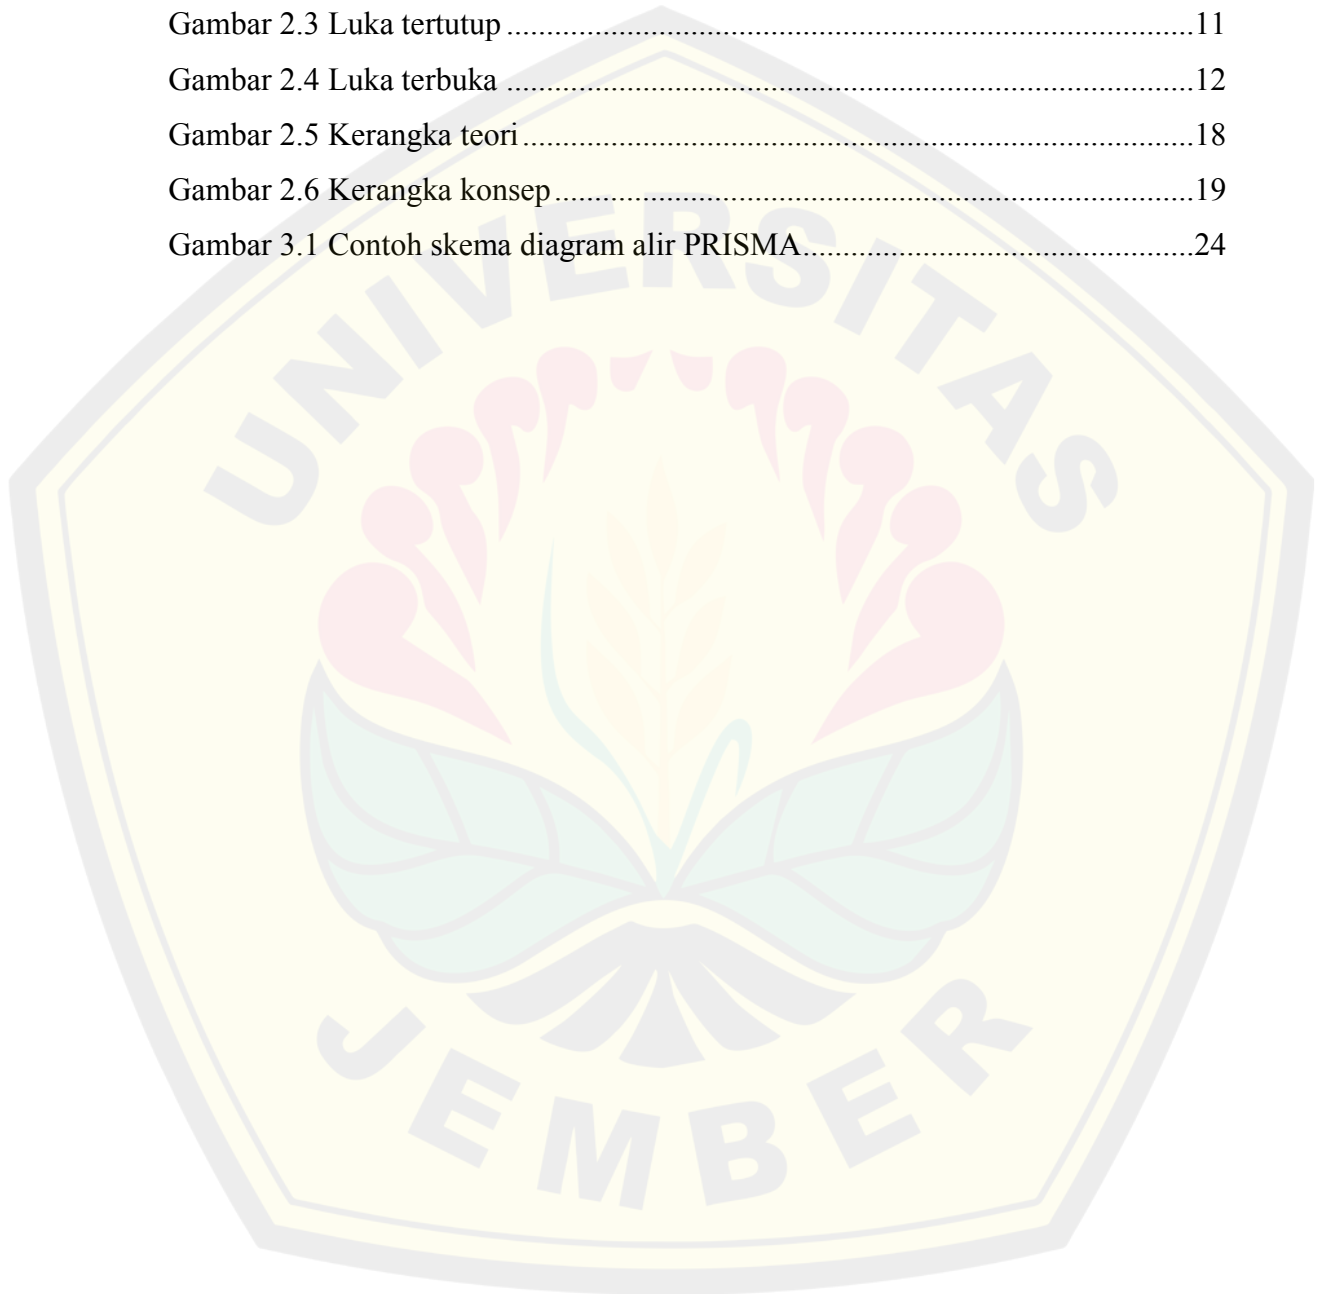 Gambar 2.3 Luka tertutup ........................................................................................11
Gambar 2.4 Luka terbuka ........................................................................................12
Gambar 2.5 Kerangka teori ......................................................................................18
Gambar 2.6 Kerangka konsep ..................................................................................19
Gambar 3.1 Contoh skema diagram alir PRISMA..................................................24
UNIVERSITAS
JEMBER